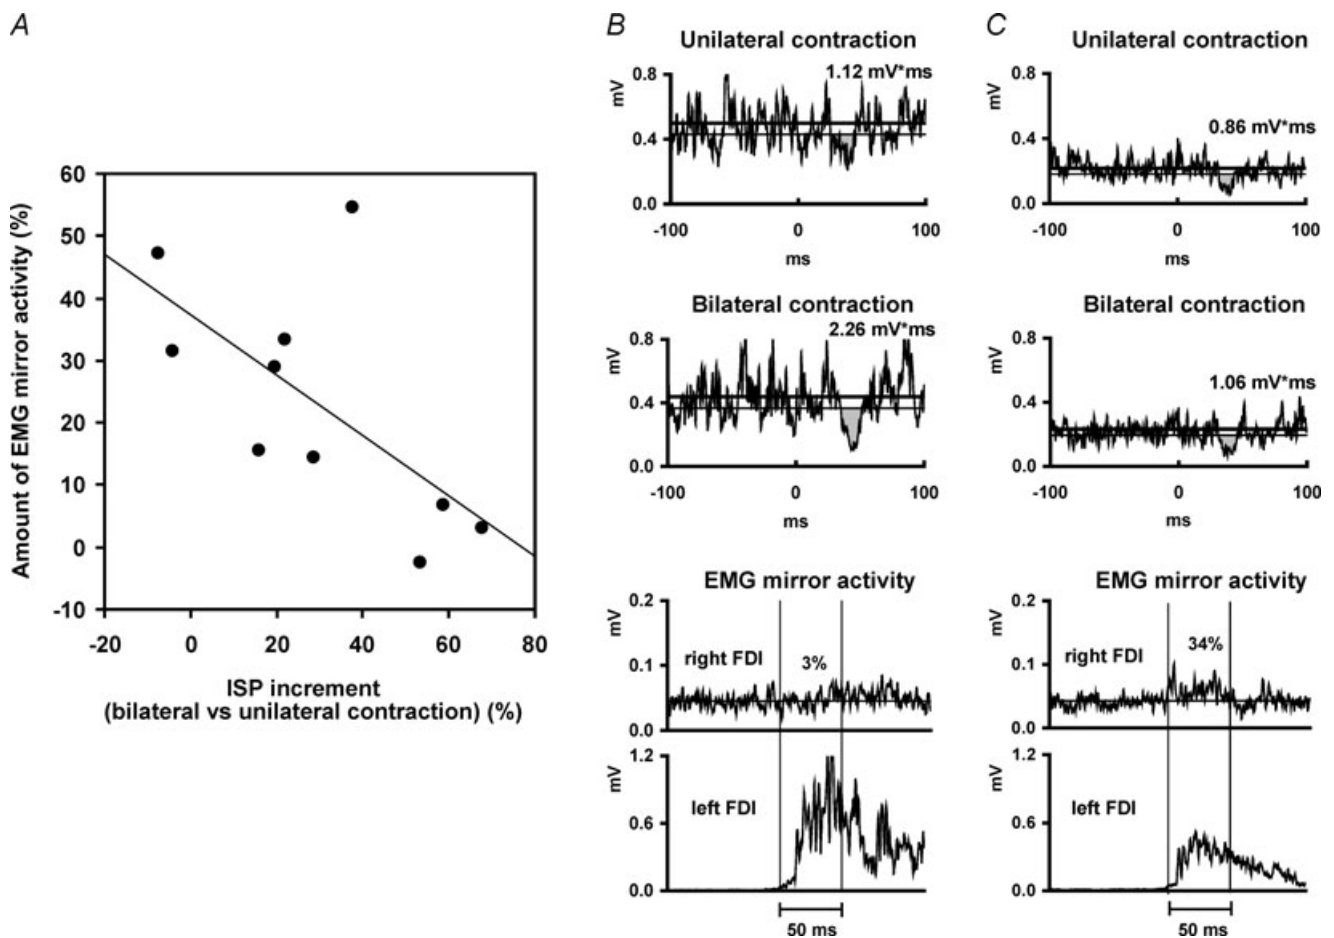 A
60
50
40
30
20
10
0
-10
-20 0 20 40 60 80
Amount of EMG mirror activity (%)
ISP increment
(bilateral vs unilateral contraction) (%)
B
Unilateral contraction
1.12 mV*ms
mV
0.8
0.4
0.0
-100 0 100
ms
Bilateral contraction
2.26 mV*ms
mV
0.8
0.4
0.0
-100 0 100
ms
EMG mirror activity
mV
0.2
0.1
0.0
right FDI
3%
mV
1.2
0.6
0.0
left FDI
50 ms
C
Unilateral contraction
0.86 mV*ms
mV
0.8
0.4
0.0
-100 0 100
ms
Bilateral contraction
1.06 mV*ms
mV
0.8
0.4
0.0
-100 0 100
ms
EMG mirror activity
mV
0.2
0.1
0.0
right FDI
34%
mV
1.2
0.6
0.0
left FDI
50 ms